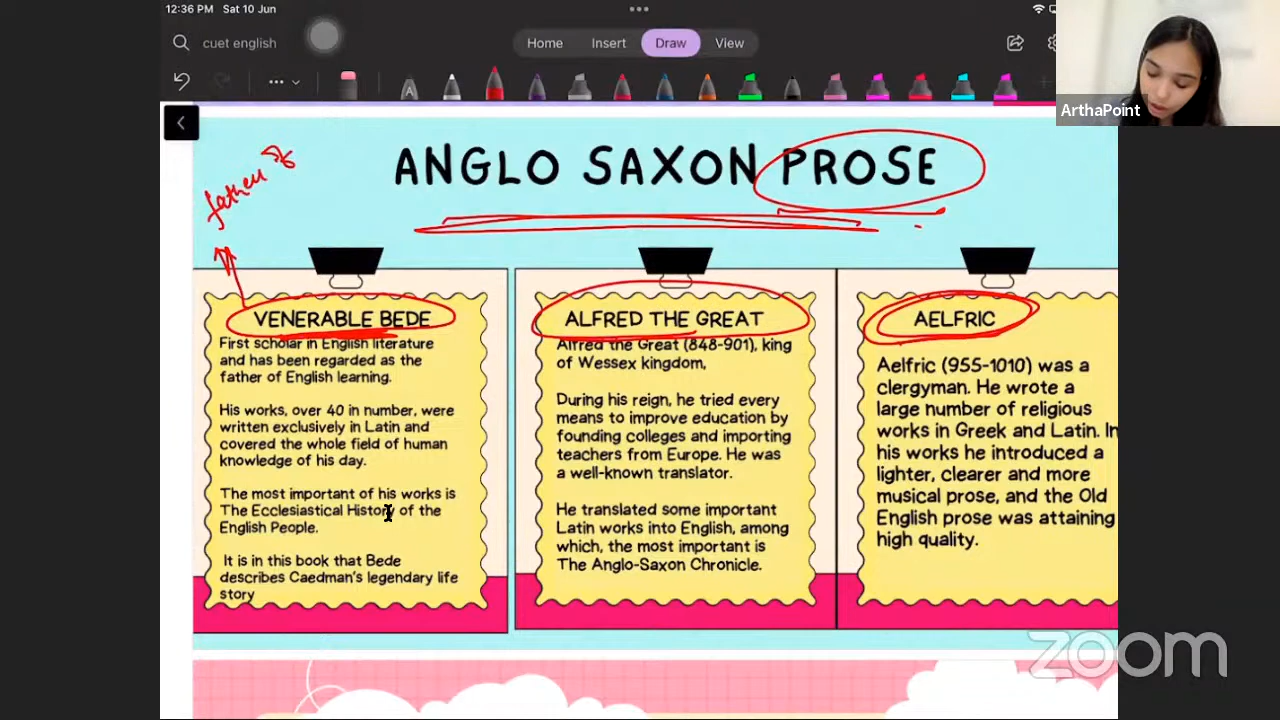 12:36 PM Sat 10 Jun
cuet english
Home Insert Draw View
ArthaPoint
father of
ANGLO SAXON PROSE
VENERABLE BEDE
First scholar in English literature
and has been regarded as the
father of English learning.
His works, over 40 in number, were
written exclusively in Latin and
covered the whole field of human
knowledge of his day.
The most important of his works is
The Ecclesiastical History of the
English People.
It is in this book that Bede
describes Caedman's legendary life
story
ALFRED THE GREAT
Alfred the Great (848-901), king
of Wessex kingdom,
During his reign, he tried every
means to improve education by
founding colleges and importing
teachers from Europe. He was
a well-known translator.
He translated some important
Latin works into English, among
which, the most important is
The Anglo-Saxon Chronicle.
AELFRIC
Aelfric (955-1010) was a
clergyman. He wrote a
large number of religious
works in Greek and Latin. In
his works he introduced a
lighter, clearer and more
musical prose, and the Old
English prose was attaining
high quality.
zoom